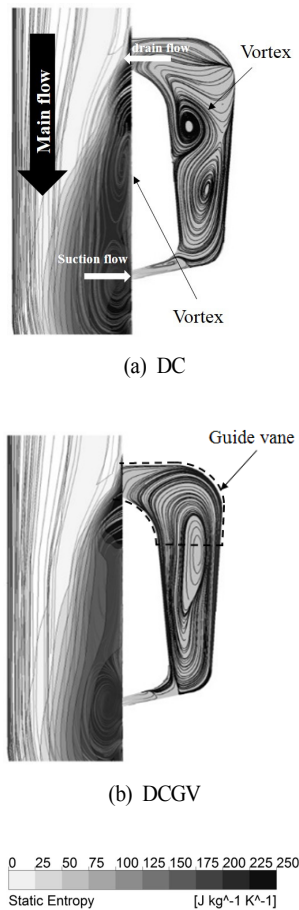 drain flow
Vortex
Main flow
Suction flow
Vortex
(a) DC
Guide vane
(b) DCGV
0 25 50 75 100 125 150 175 200 225 250
Static Entropy [J kg^-1 K^-1]